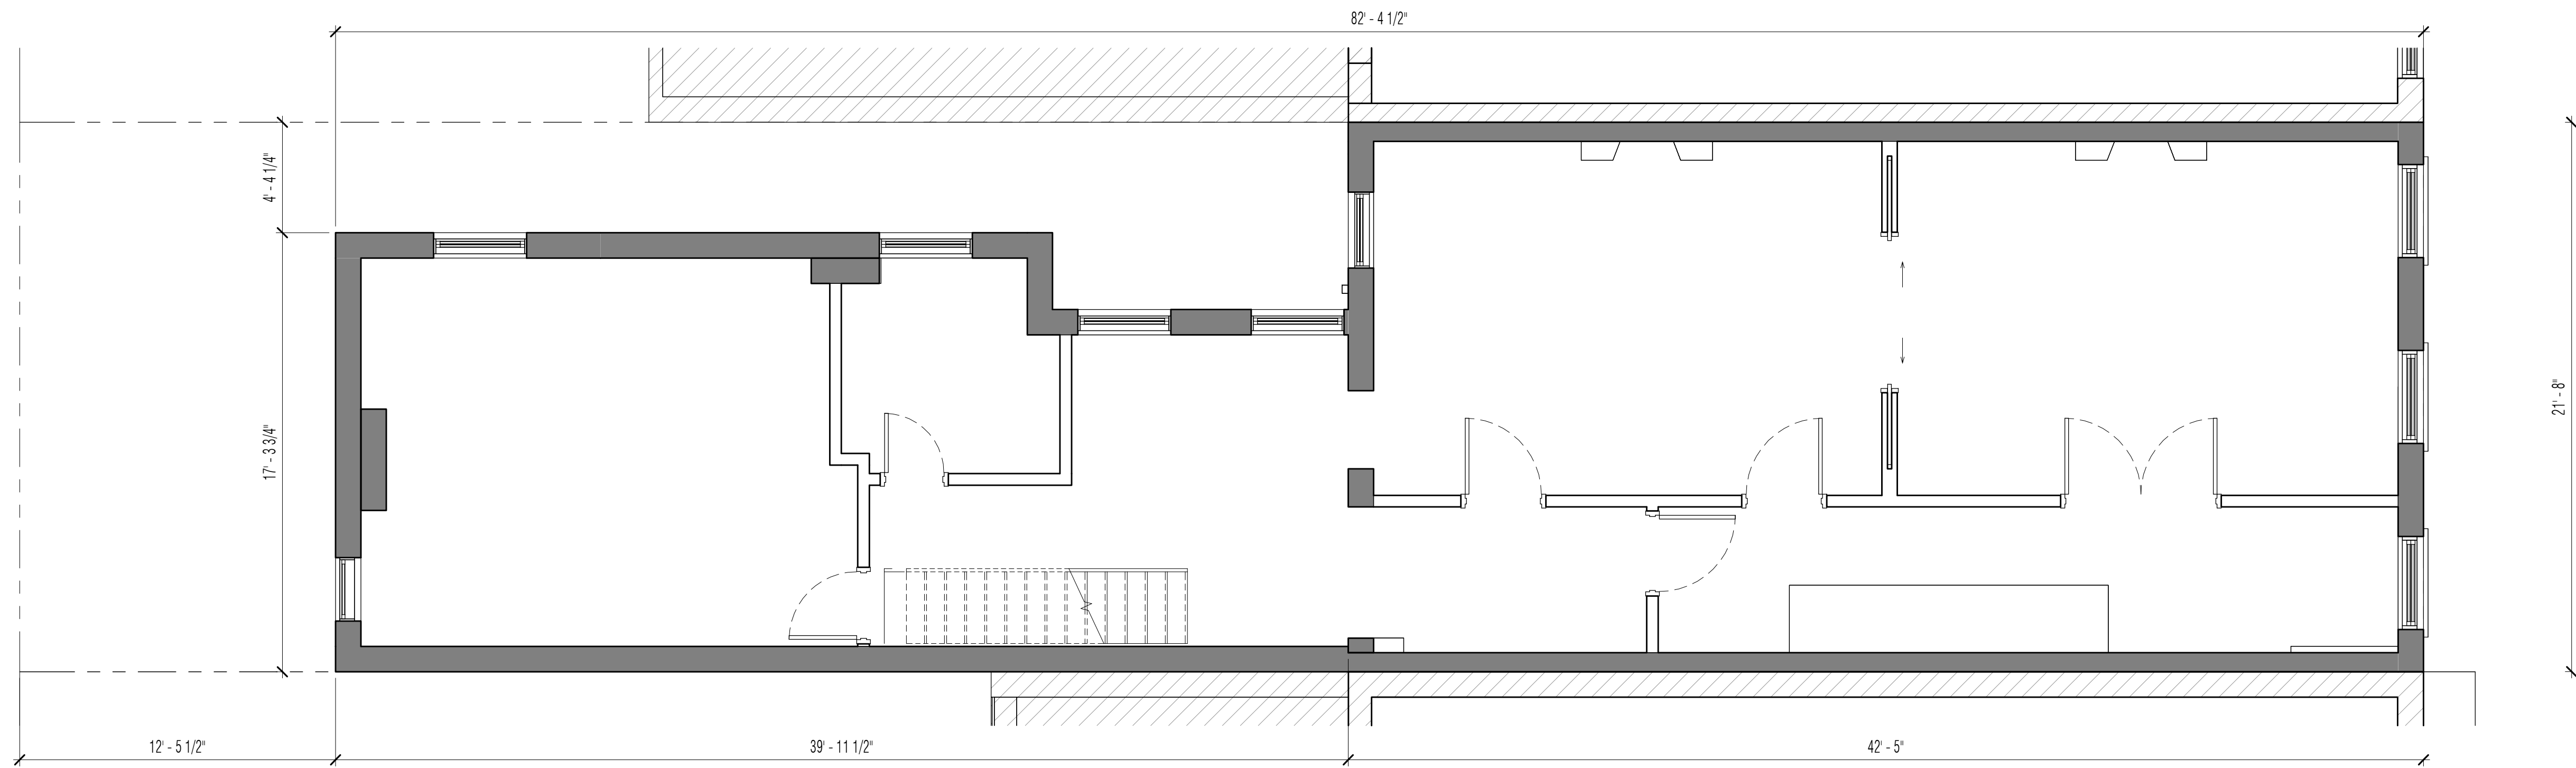 82' - 4 1/2"
4' - 4 1/4"
17' - 3 3/4"
21' - 8"
12' - 5 1/2"
39' - 11 1/2"
42' - 5"